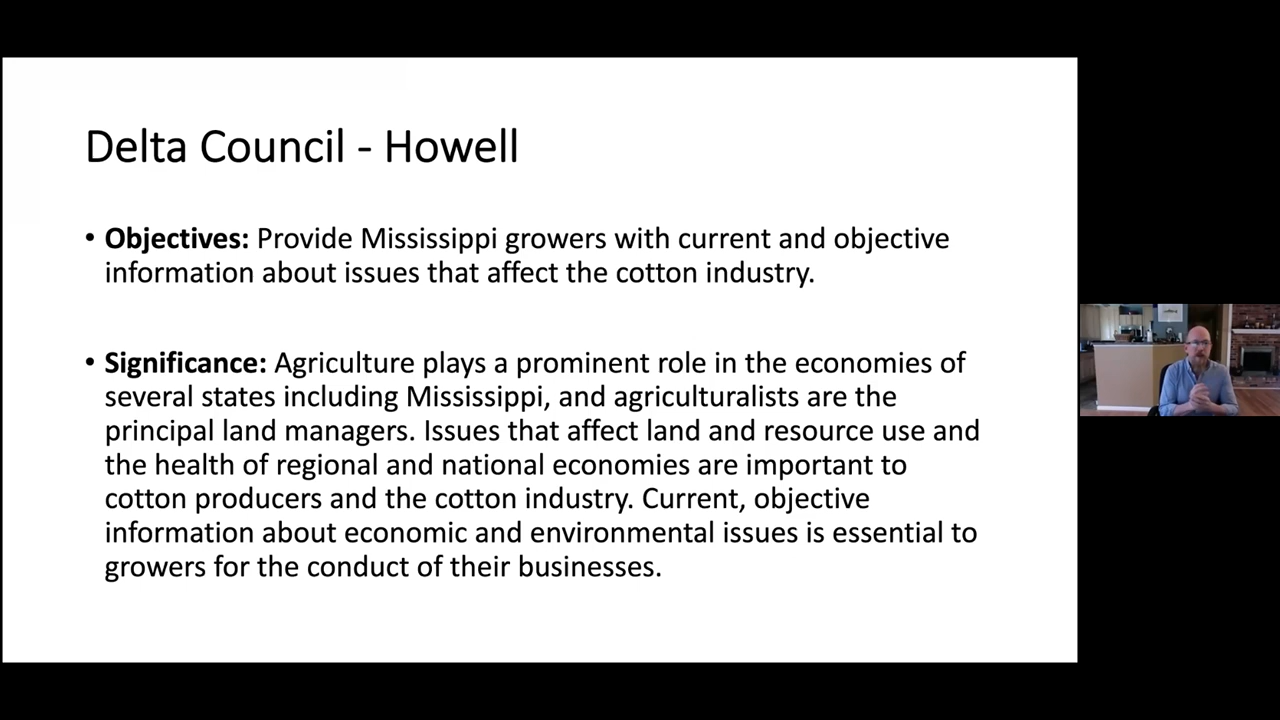 Delta Council - Howell
• Objectives: Provide Mississippi growers with current and objective
information about issues that affect the cotton industry.
• Significance: Agriculture plays a prominent role in the economies of
several states including Mississippi, and agriculturalists are the
principal land managers. Issues that affect land and resource use and
the health of regional and national economies are important to
cotton producers and the cotton industry. Current, objective
information about economic and environmental issues is essential to
growers for the conduct of their businesses.